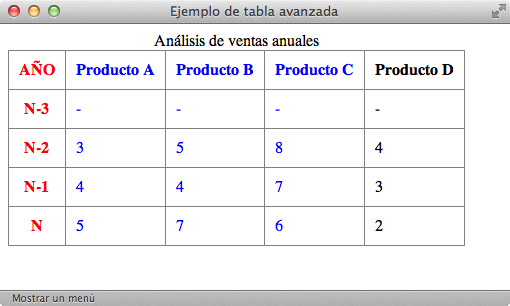 Ejemplo de tabla avanzada
Análisis de ventas anuales
AÑO Producto A Producto B Producto C Producto D
N-3 - - - -
N-2 3 5 8 4
N-1 4 4 7 3
N 5 7 6 2
Mostrar un menú